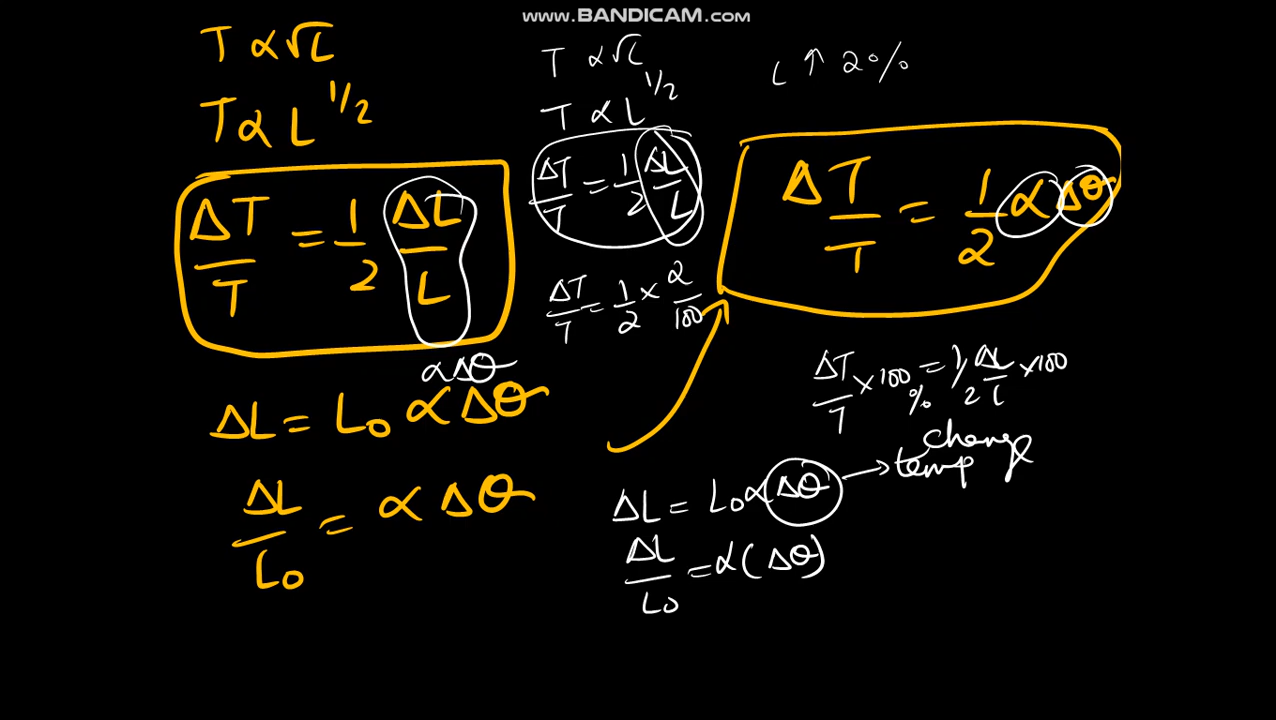 www.BANDICAM.com
T ∝ √L
T ∝ L^1/2
ΔT/T = 1/2 ΔL/L
αΔθ
ΔL = L₀ ∝ Δθ
ΔL/L₀ = ∝ Δθ
T ∝ √L
T ∝ L^1/2
ΔT/T = 1/2 ΔL/L
ΔT/T = 1/2 × 2/100
L ↑ 2%
ΔT/T = 1/2 ∝ Δθ
ΔT/T × 100 % = 1/2 ΔL/L × 100
ΔL = L₀ α Δθ → change
temp
ΔL/L₀ = α (Δθ)